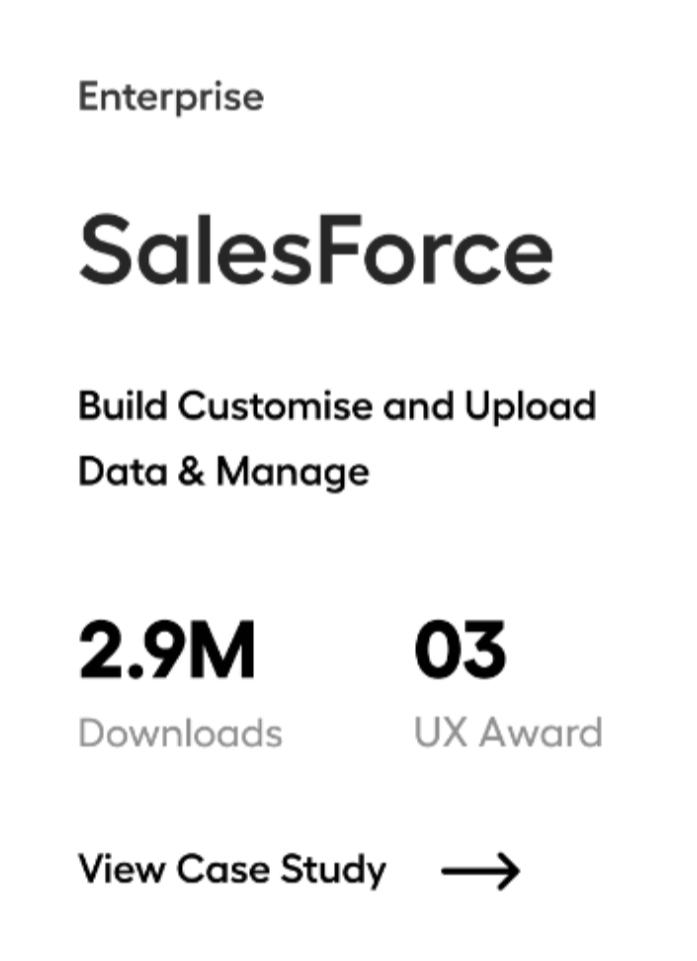 Enterprise
SalesForce
Build Customise and Upload
Data & Manage
2.9M 03
Downloads UX Award
View Case Study →